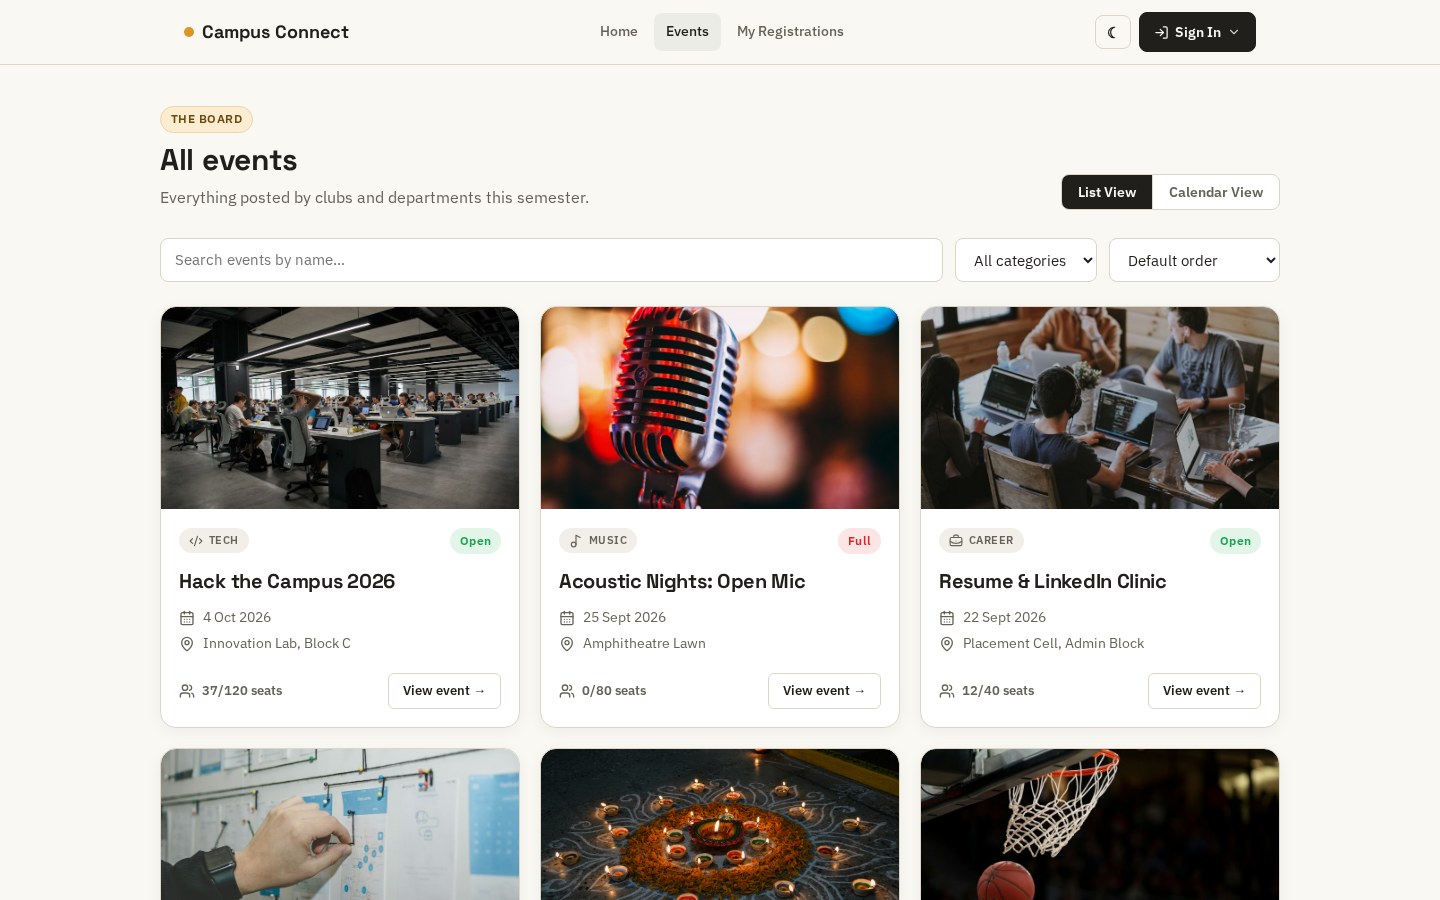 Campus Connect
Home
Events
My Registrations
Sign In
THE BOARD
All events
Everything posted by clubs and departments this semester.
List View
Calendar View
Search events by name...
All categories
Default order
TECH
Open
Hack the Campus 2026
4 Oct 2026
Innovation Lab, Block C
37/120 seats
View event →
MUSIC
Full
Acoustic Nights: Open Mic
25 Sept 2026
Amphitheatre Lawn
0/80 seats
View event →
CAREER
Open
Resume & LinkedIn Clinic
22 Sept 2026
Placement Cell, Admin Block
12/40 seats
View event →